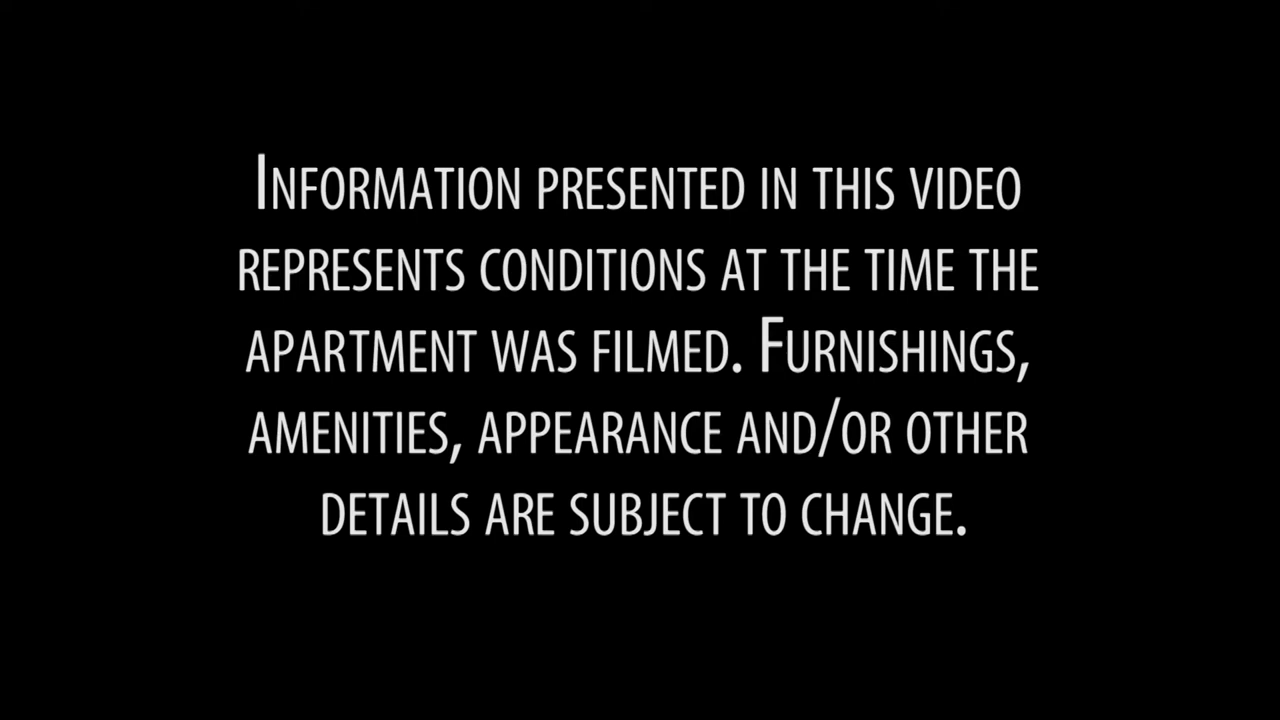 Information presented in this video
represents conditions at the time the
apartment was filmed. Furnishings,
amenities, appearance and/or other
details are subject to change.